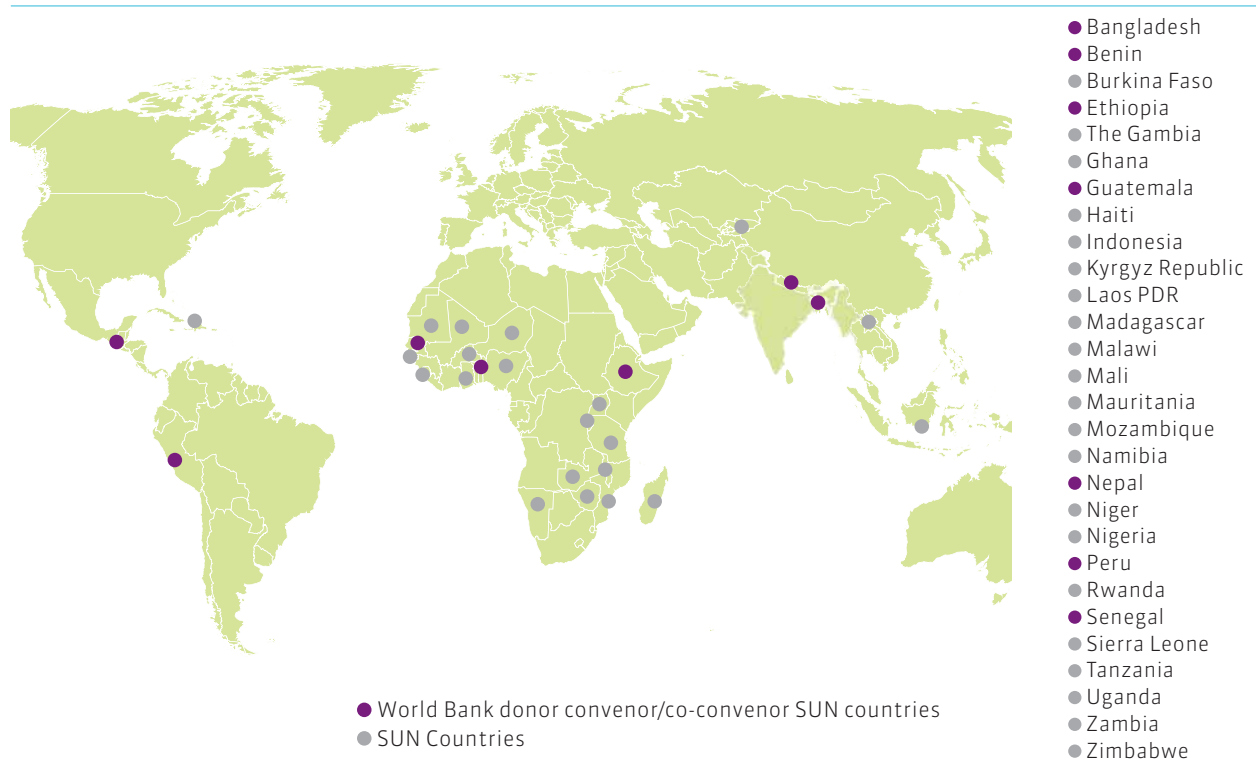 Bangladesh
Benin
Burkina Faso
Ethiopia
The Gambia
Ghana
Guatemala
Haiti
Indonesia
Kyrgyz Republic
Laos PDR
Madagascar
Malawi
Mali
Mauritania
Mozambique
Namibia
Nepal
Niger
Nigeria
Peru
Rwanda
Senegal
Sierra Leone
Tanzania
Uganda
Zambia
Zimbabwe
World Bank donor convenor/co-convenor SUN countries
SUN Countries